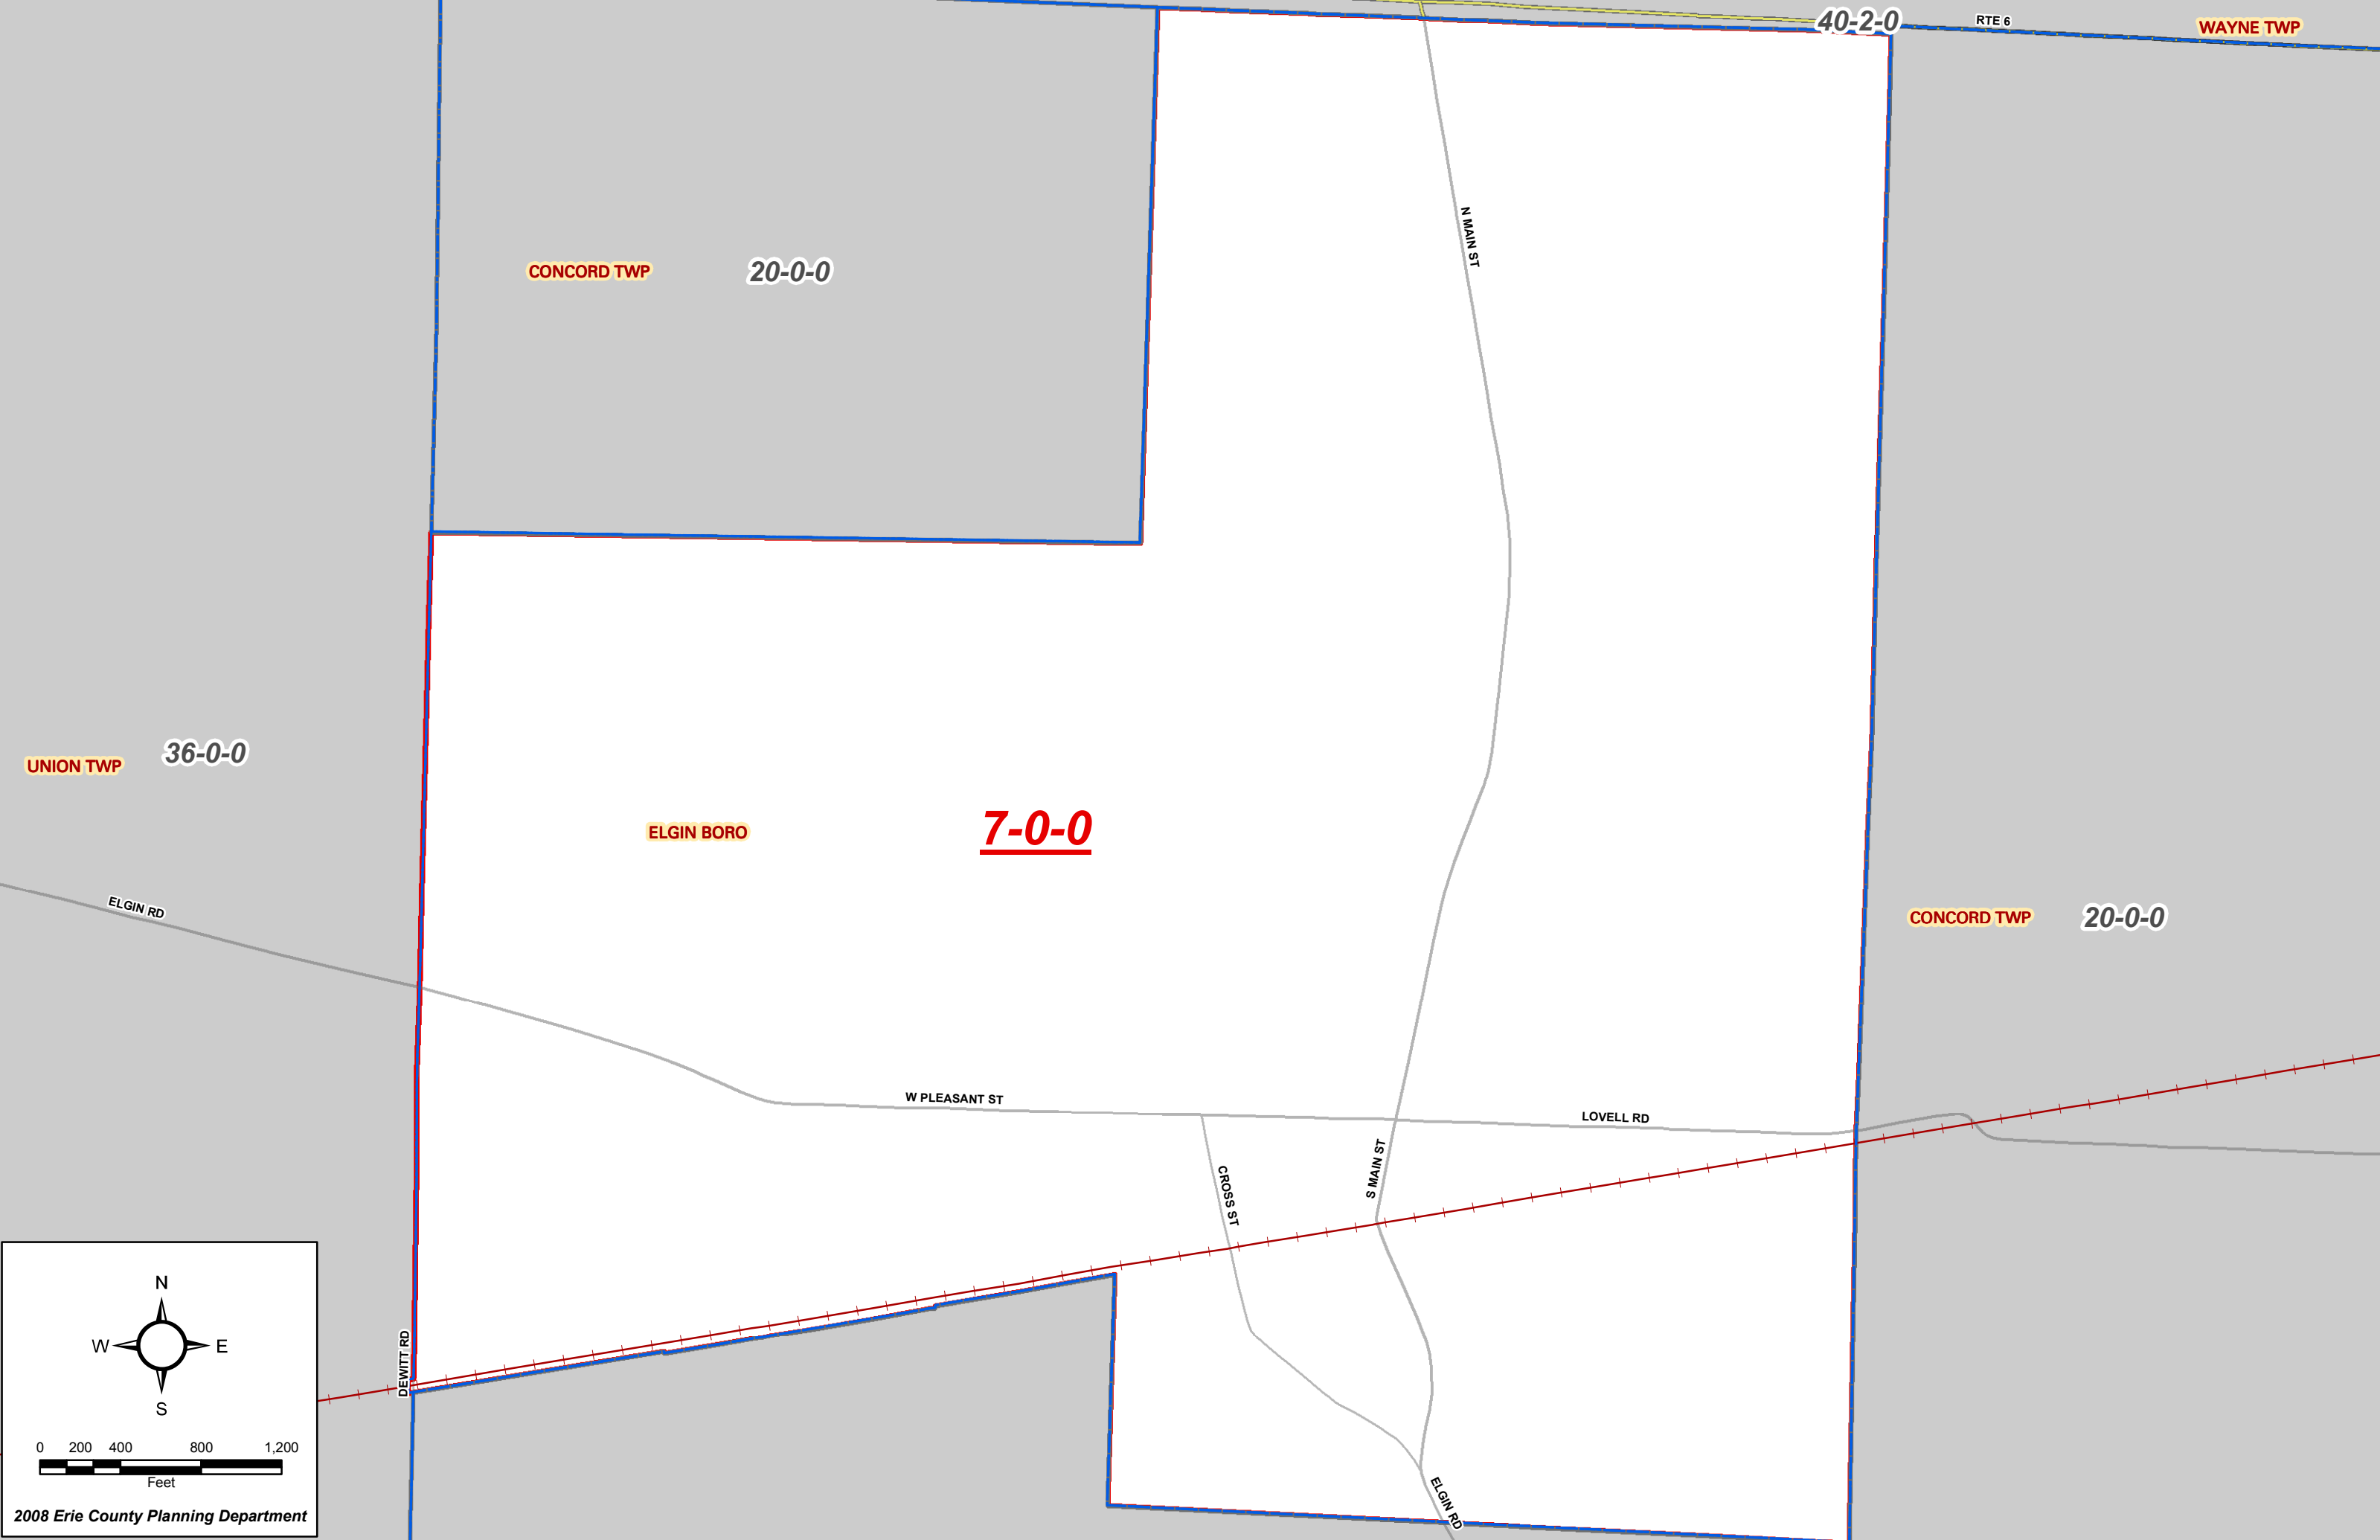 40-2-0
RTE 6
WAYNE TWP
N MAIN ST
CONCORD TWP
20-0-0
UNION TWP
36-0-0
ELGIN BORO
7-0-0
ELGIN RD
CONCORD TWP
20-0-0
W PLEASANT ST
LOVELL RD
CROSS ST
S MAIN ST
DEWITT RD
ELGIN RD
N
W
E
S
0 200 400 800 1,200
Feet
2008 Erie County Planning Department